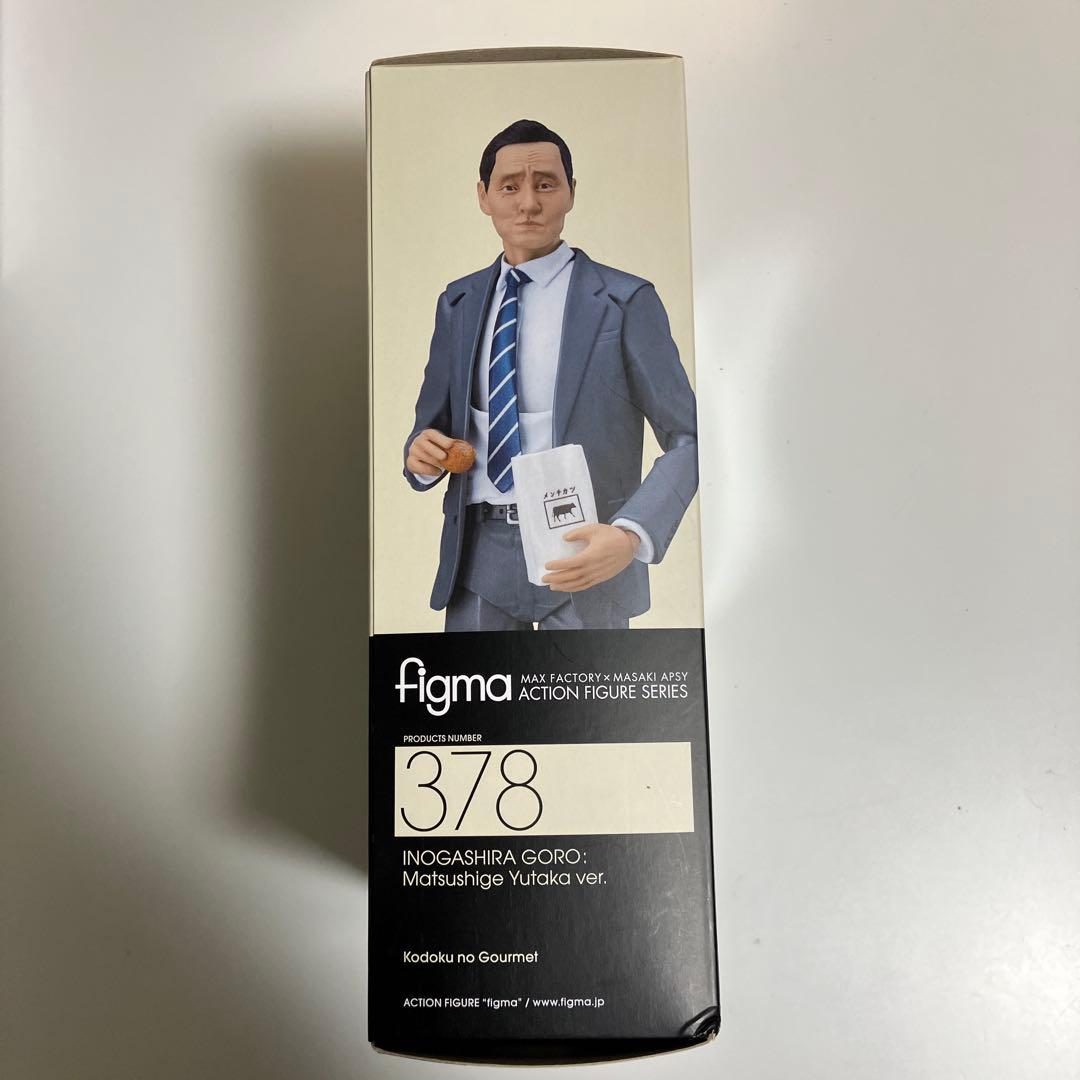 メンチカツ
figma
MAX FACTORY × MASAKI APSY
ACTION FIGURE SERIES
PRODUCTS NUMBER
378
INOGASHIRA GORO:
Matsushige Yutaka ver.
Kodoku no Gourmet
ACTION FIGURE "figma" / www.figma.jp